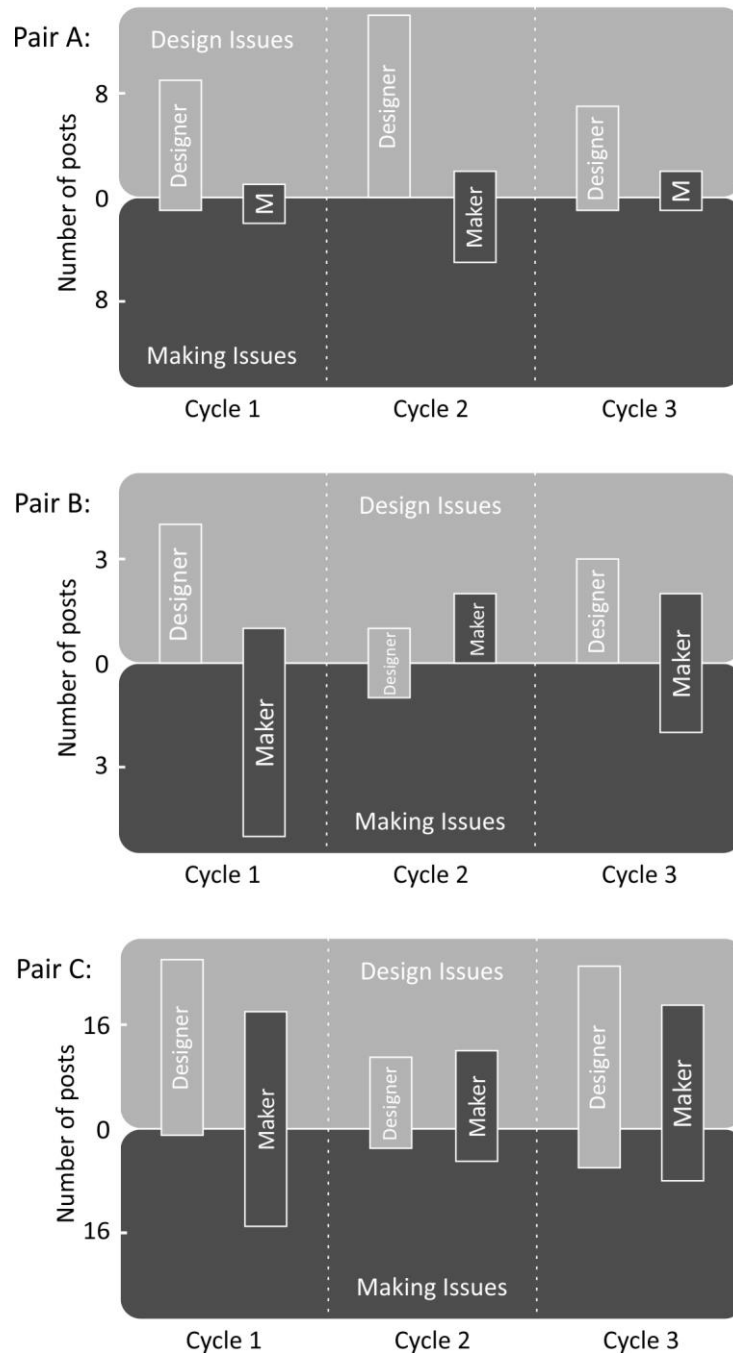 Pair A:
Design Issues
Number of posts
8
0
8
Designer
M
Designer
Maker
Designer
M
Making Issues
Cycle 1
Cycle 2
Cycle 3
Pair B:
Design Issues
Number of posts
3
0
3
Designer
Maker
Designer
Maker
Designer
Maker
Making Issues
Cycle 1
Cycle 2
Cycle 3
Pair C:
Design Issues
Number of posts
16
0
16
Designer
Maker
Designer
Maker
Designer
Maker
Making Issues
Cycle 1
Cycle 2
Cycle 3